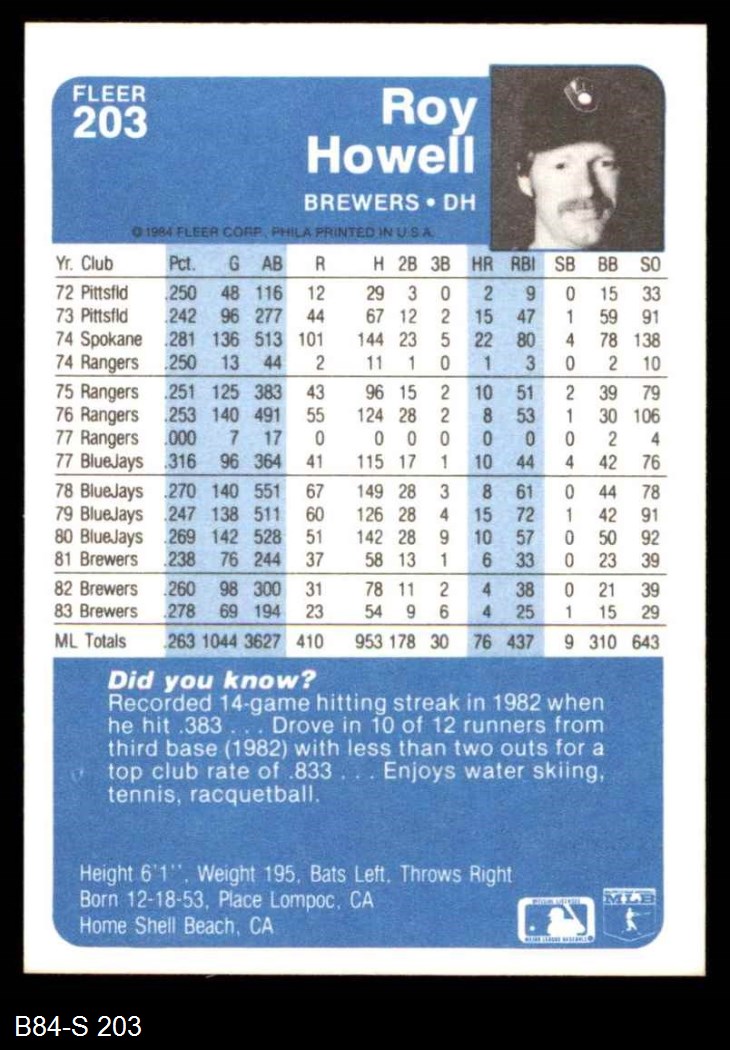 FLEER
203
Roy
Howell
BREWERS • DH
© 1984 FLEER CORP., PHILA PRINTED IN U.S.A.
Yr. Club Pct. G AB R H 2B 3B HR RBI SB BB SO
72 Pittsfld .250 48 116 12 29 3 0 2 9 0 15 33
73 Pittsfld .242 96 277 44 67 12 2 15 47 1 59 91
74 Spokane .281 136 513 101 144 23 5 22 80 4 78 138
74 Rangers .250 13 44 2 11 1 0 1 3 0 2 10
75 Rangers .251 125 383 43 96 15 2 10 51 2 39 79
76 Rangers .253 140 491 55 124 28 2 8 53 1 30 106
77 Rangers .000 7 17 0 0 0 0 0 0 0 2 4
77 BlueJays .316 96 364 41 115 17 1 10 44 4 42 76
78 BlueJays .270 140 551 67 149 28 3 8 61 0 44 78
79 BlueJays .247 138 511 60 126 28 4 15 72 1 42 91
80 BlueJays .269 142 528 51 142 28 9 10 57 0 50 92
81 Brewers .238 76 244 37 58 13 1 6 33 0 23 39
82 Brewers .260 98 300 31 78 11 2 4 38 0 21 39
83 Brewers .278 69 194 23 54 9 6 4 25 1 15 29
ML Totals .263 1044 3627 410 953 178 30 76 437 9 310 643
Did you know?
Recorded 14-game hitting streak in 1982 when
he hit .383 . . . Drove in 10 of 12 runners from
third base (1982) with less than two outs for a
top club rate of .833 . . . Enjoys water skiing,
tennis, racquetball.
Height 6'1'', Weight 195, Bats Left, Throws Right
Born 12-18-53, Place Lompoc, CA
Home Shell Beach, CA
MAJOR LEAGUE BASEBALL
MLB
B84-S 203